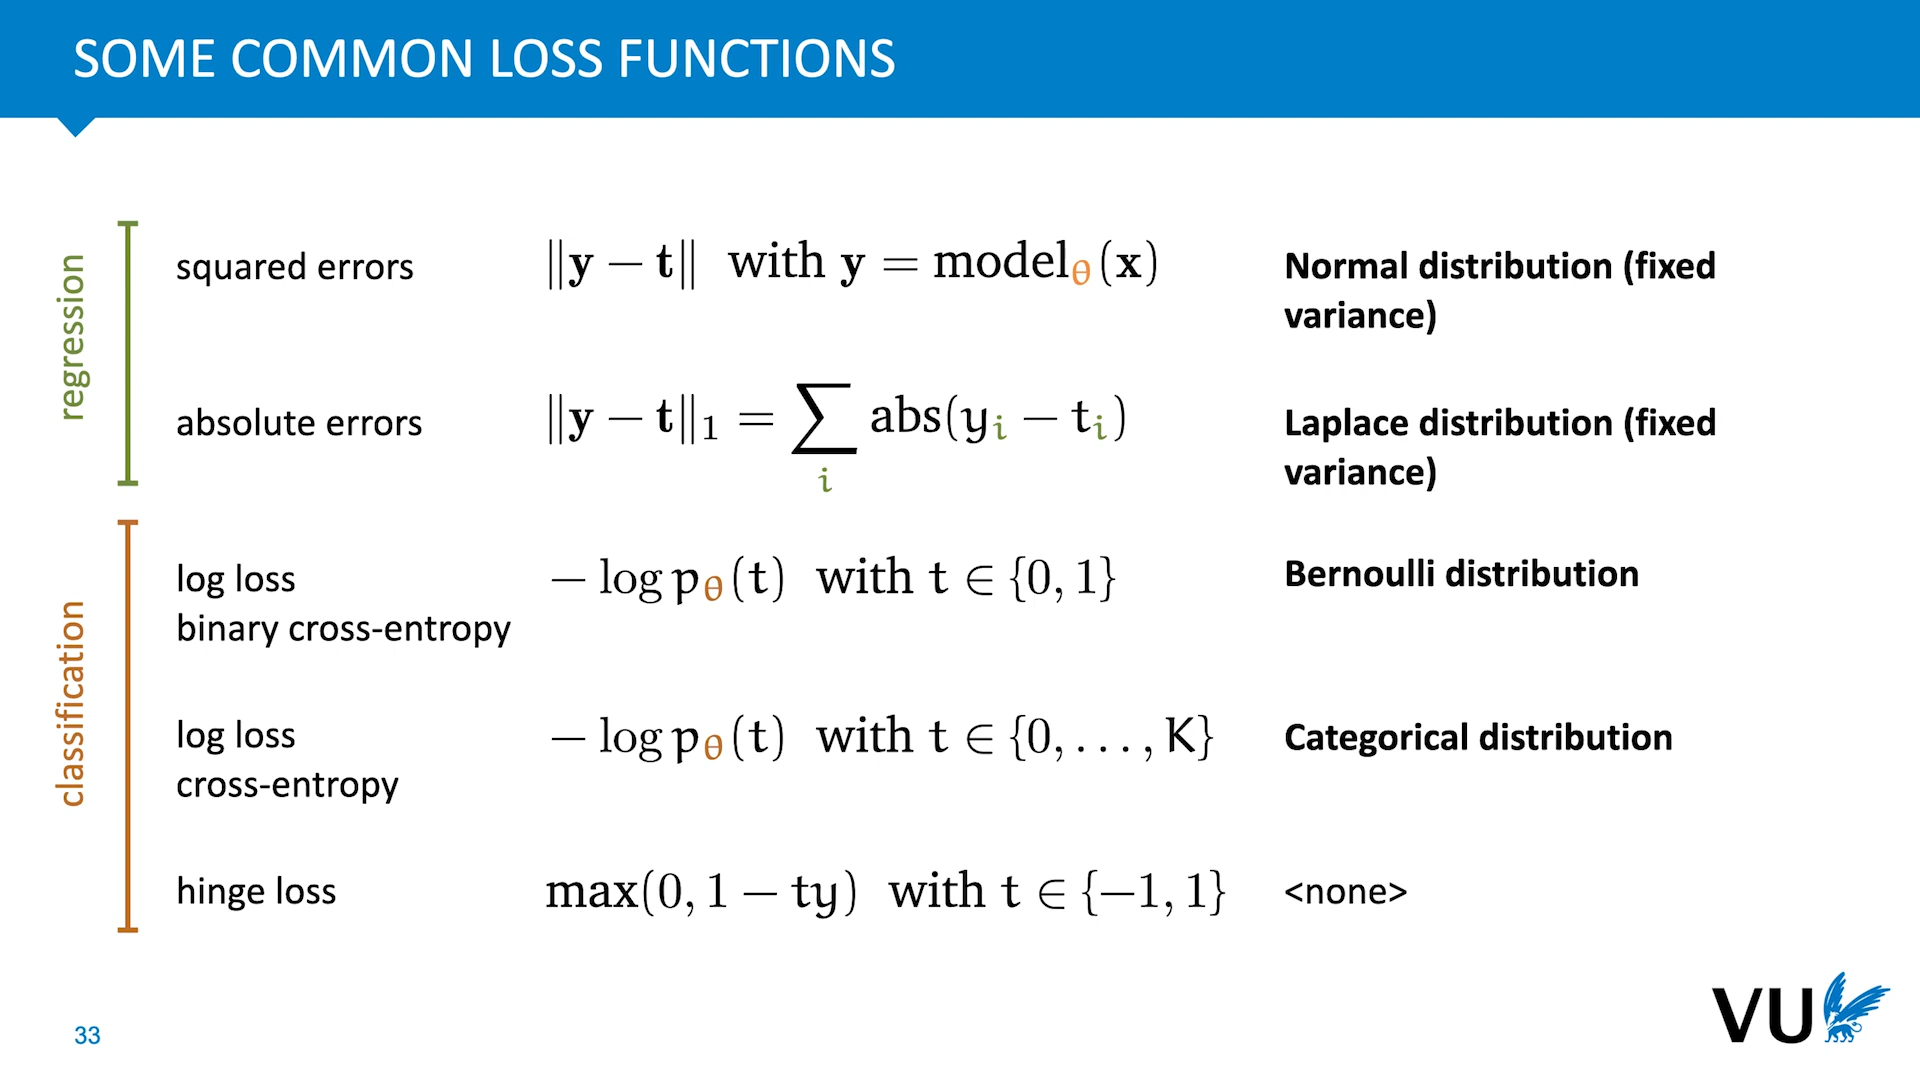 SOME COMMON LOSS FUNCTIONS
regression
squared errors
‖y − t‖ with y = model_θ(x)
Normal distribution (fixed
variance)
absolute errors
‖y − t‖₁ = ∑_i abs(y_i − t_i)
Laplace distribution (fixed
variance)
classification
log loss
binary cross-entropy
− log p_θ(t) with t ∈ {0, 1}
Bernoulli distribution
log loss
cross-entropy
− log p_θ(t) with t ∈ {0, . . . , K}
Categorical distribution
hinge loss
max(0, 1 − ty) with t ∈ {−1, 1}
<none>
33
VU